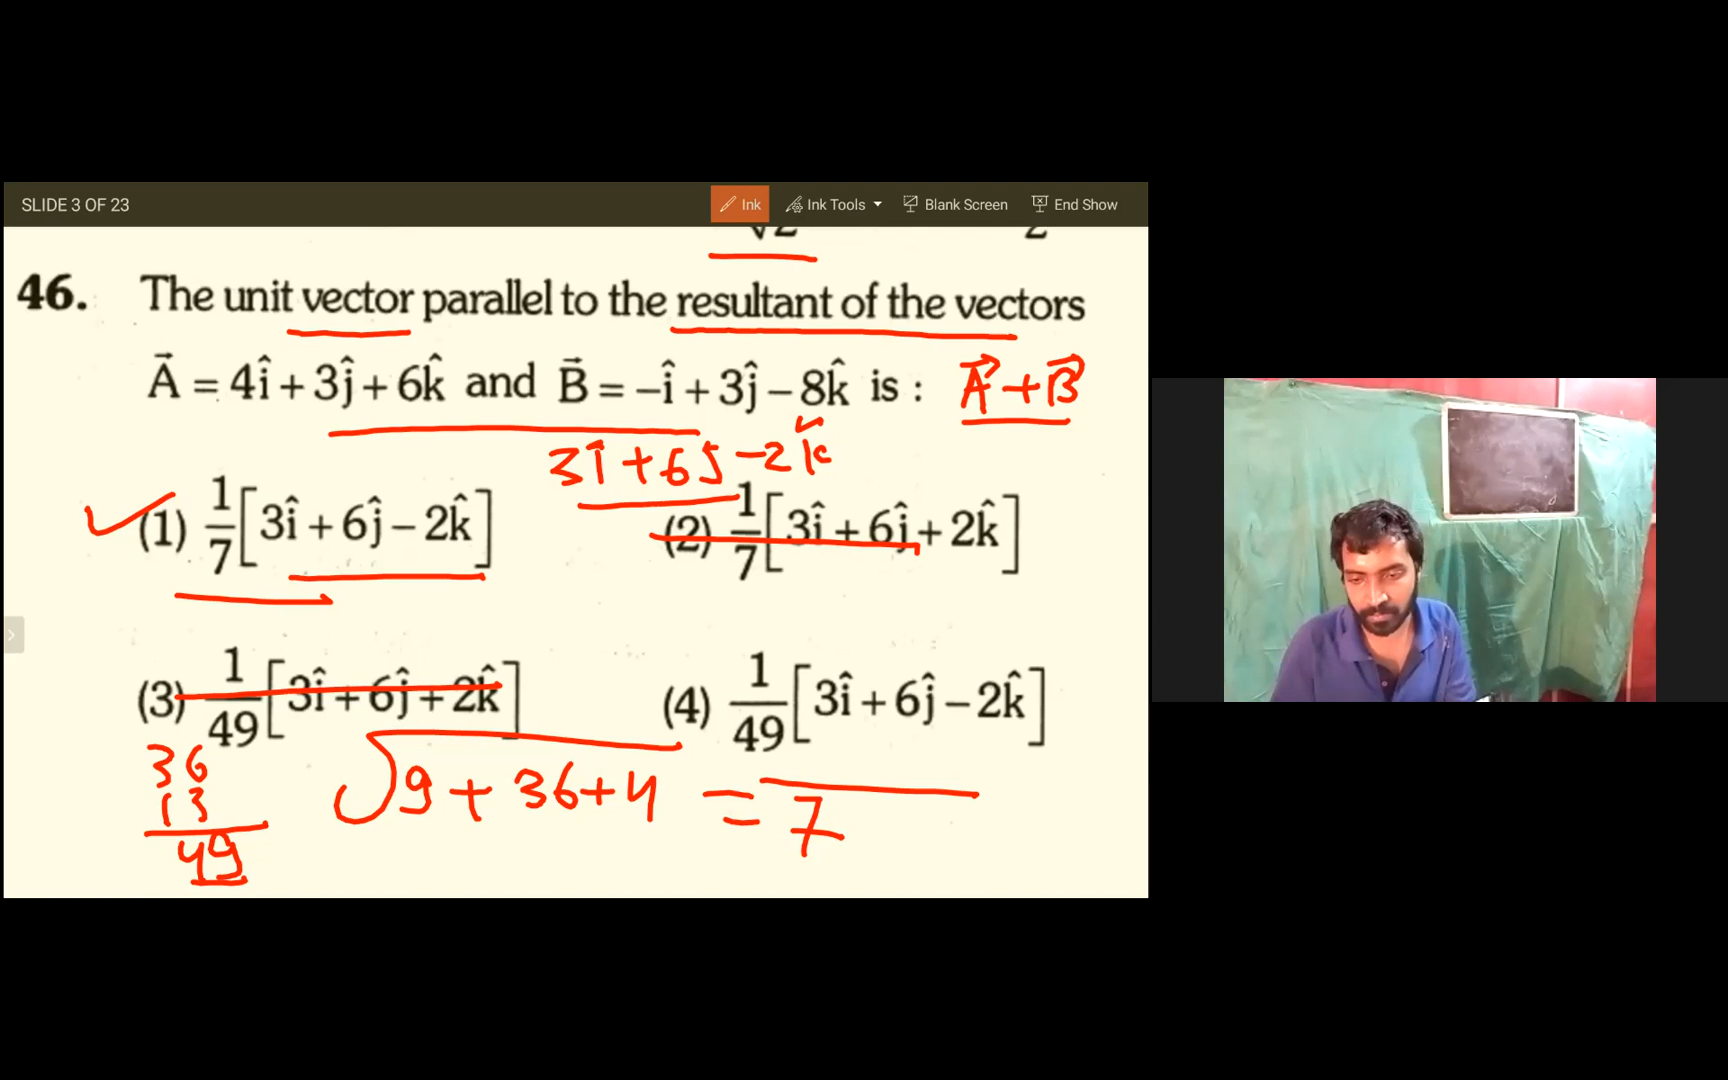 SLIDE 3 OF 23
Ink
Ink Tools
Blank Screen
End Show
46. The unit vector parallel to the resultant of the vectors
A⃗ = 4î + 3ĵ + 6k̂ and B⃗ = –î + 3ĵ – 8k̂ is : A⃗ + B⃗
3î + 6j – 2k̂
(1) 1/7 [3î + 6ĵ – 2k̂]
(2) 1/7 [3î + 6ĵ + 2k̂]
(3) 1/49 [3î + 6ĵ + 2k̂]
(4) 1/49 [3î + 6ĵ – 2k̂]
36
13
49
√9 + 36 + 4 = 7